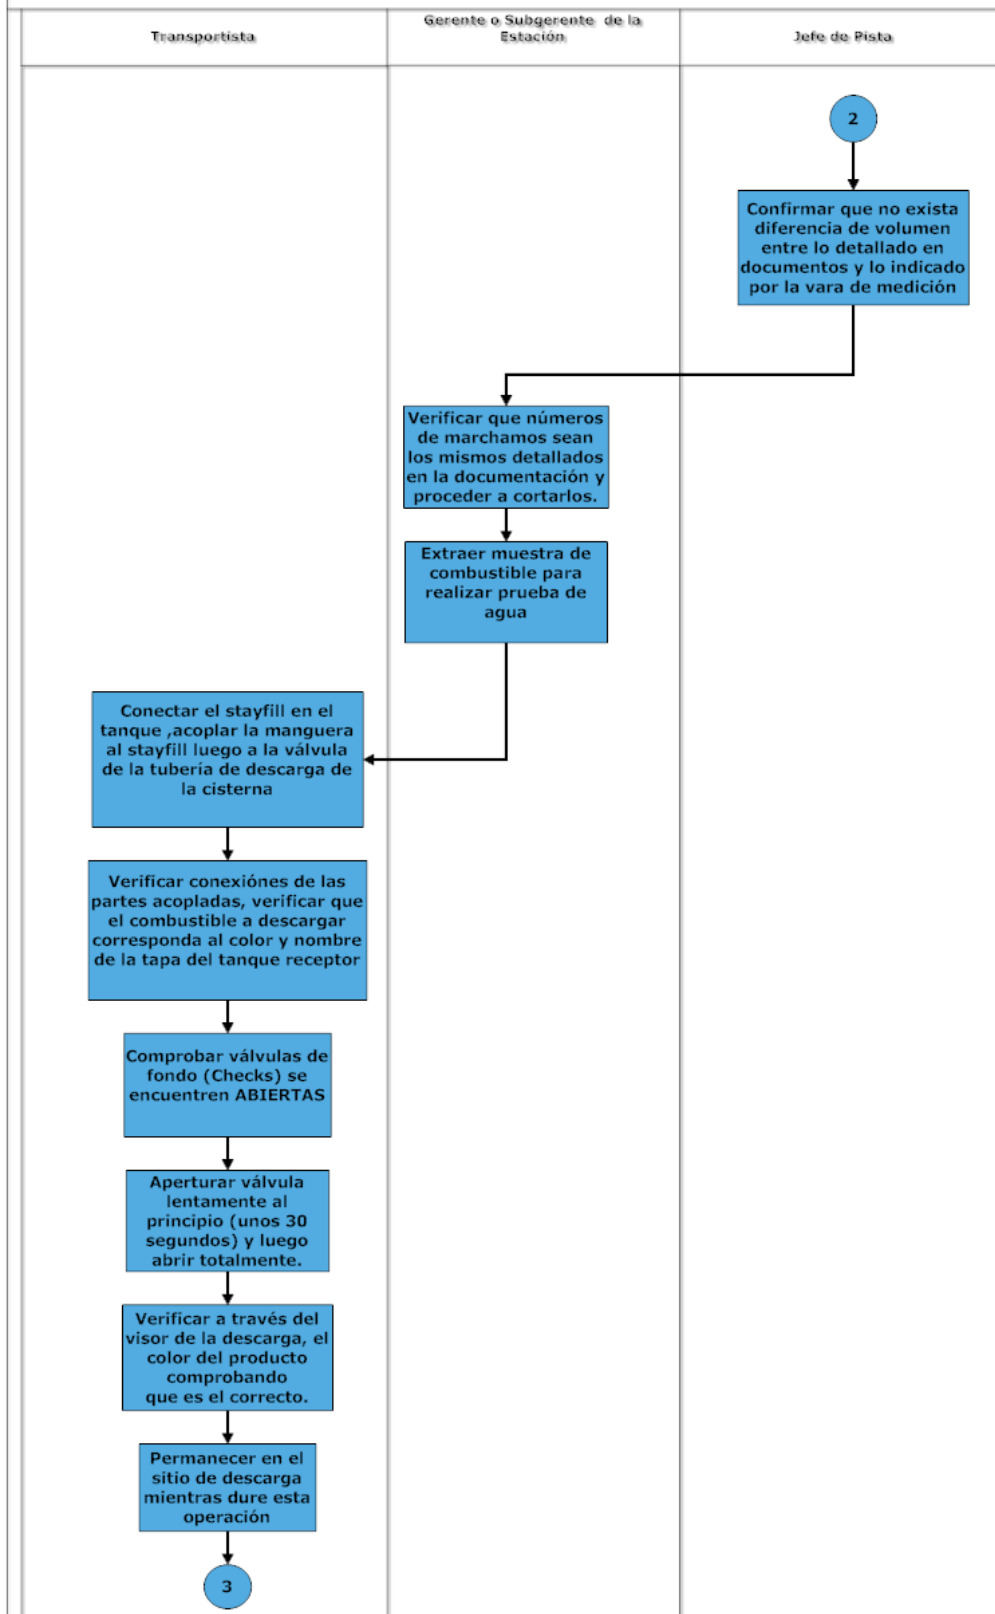 Transportista
Gerente o Subgerente de la
Estación
Jefe de Pista
2
Confirmar que no exista
diferencia de volumen
entre lo detallado en
documentos y lo indicado
por la vara de medición
Verificar que números
de marchamos sean
los mismos detallados
en la documentación y
proceder a cortarlos.
Extraer muestra de
combustible para
realizar prueba de
agua
Conectar el stayfill en el
tanque ,acoplar la manguera
al stayfill luego a la válvula
de la tubería de descarga de
la cisterna
Verificar conexiónes de las
partes acopladas, verificar que
el combustible a descargar
corresponda al color y nombre
de la tapa del tanque receptor
Comprobar válvulas de
fondo (Checks) se
encuentren ABIERTAS
Aperturar válvula
lentamente al
principio (unos 30
segundos) y luego
abrir totalmente.
Verificar a través del
visor de la descarga, el
color del producto
comprobando
que es el correcto.
Permanecer en el
sitio de descarga
mientras dure esta
operación
3